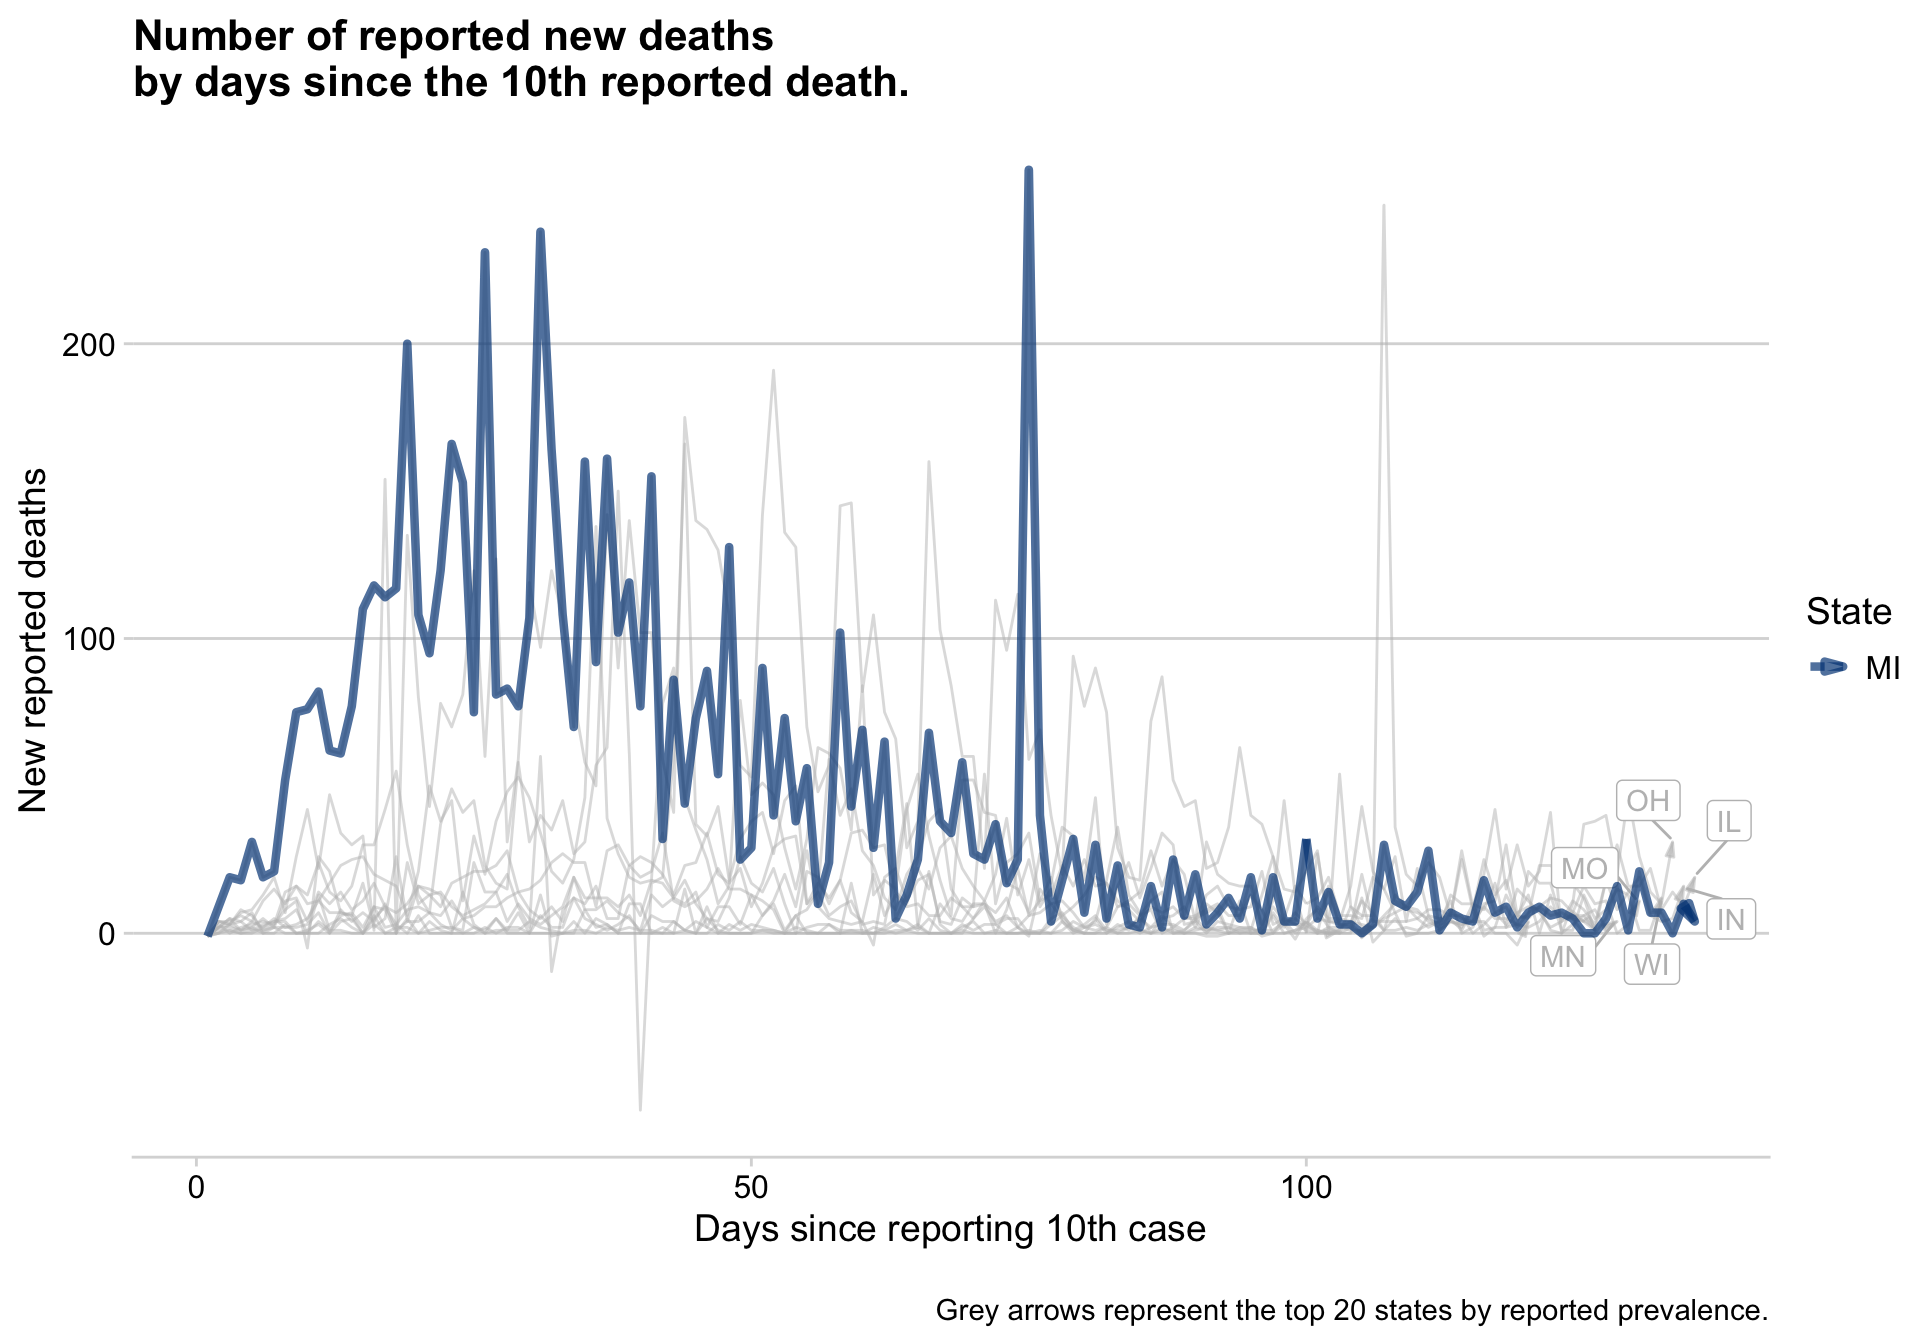 Number of reported new deaths
by days since the 10th reported death.
New reported deaths
200
100
0
0
50
100
Days since reporting 10th case
State
MI
OH
IL
MO
IN
MN
WI
Grey arrows represent the top 20 states by reported prevalence.